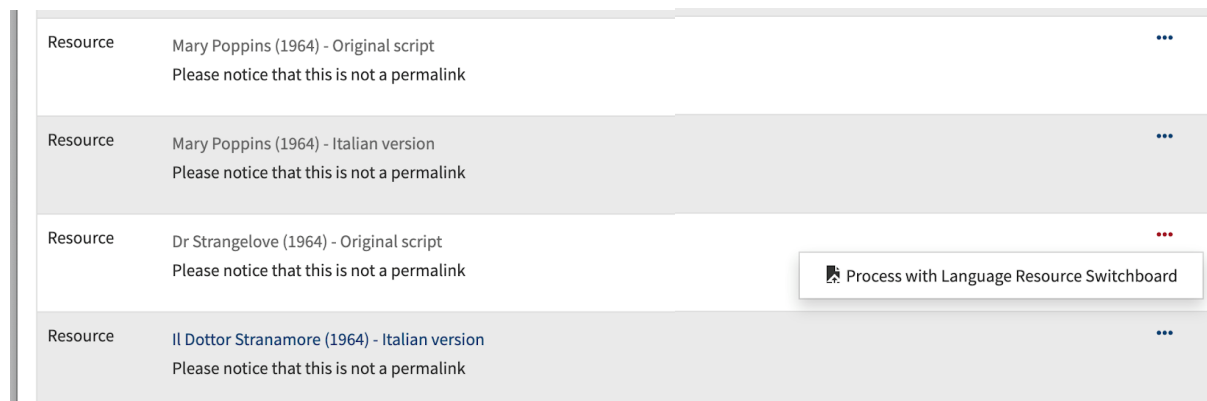 Resource
Mary Poppins (1964) - Original script
•••
Please notice that this is not a permalink
Resource
Mary Poppins (1964) - Italian version
•••
Please notice that this is not a permalink
Resource
Dr Strangelove (1964) - Original script
•••
Please notice that this is not a permalink
Process with Language Resource Switchboard
Resource
Il Dottor Stranamore (1964) - Italian version
•••
Please notice that this is not a permalink